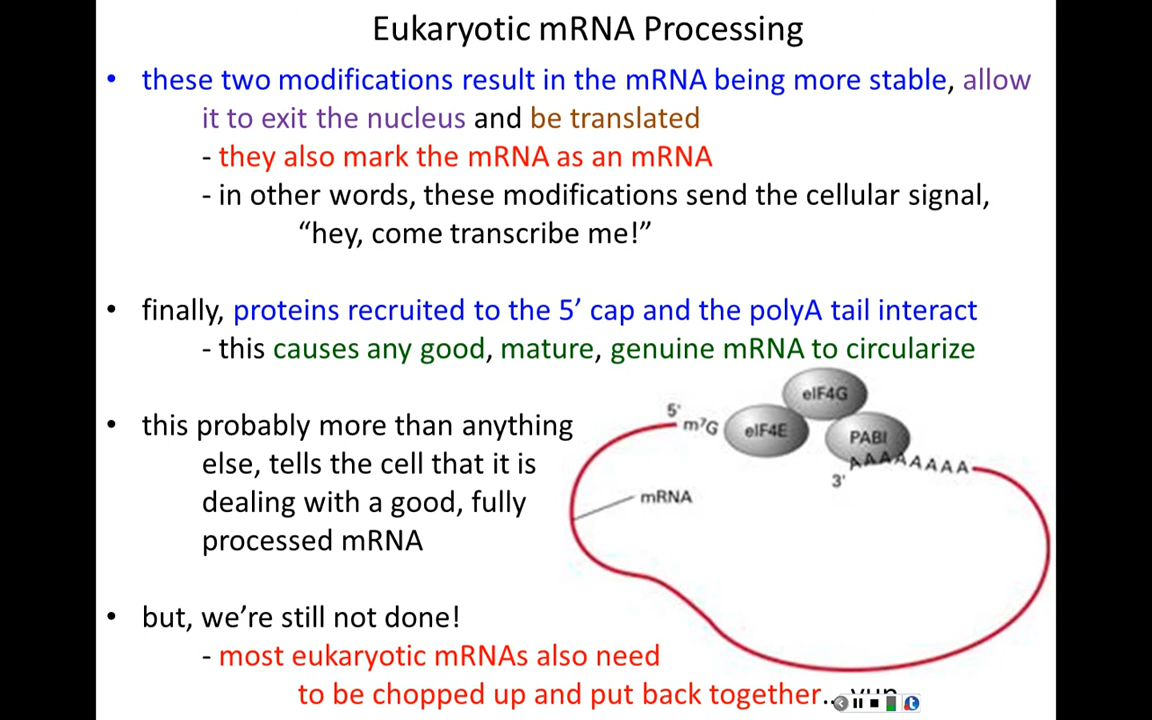 Eukaryotic mRNA Processing
• these two modifications result in the mRNA being more stable, allow
it to exit the nucleus and be translated
- they also mark the mRNA as an mRNA
- in other words, these modifications send the cellular signal,
“hey, come transcribe me!”
• finally, proteins recruited to the 5’ cap and the polyA tail interact
- this causes any good, mature, genuine mRNA to circularize
• this probably more than anything
else, tells the cell that it is
dealing with a good, fully
processed mRNA
• but, we’re still not done!
- most eukaryotic mRNAs also need
to be chopped up and put back together..
5'
m⁷G
eIF4E
eIF4G
PABI
AAAAAAAA
3'
mRNA